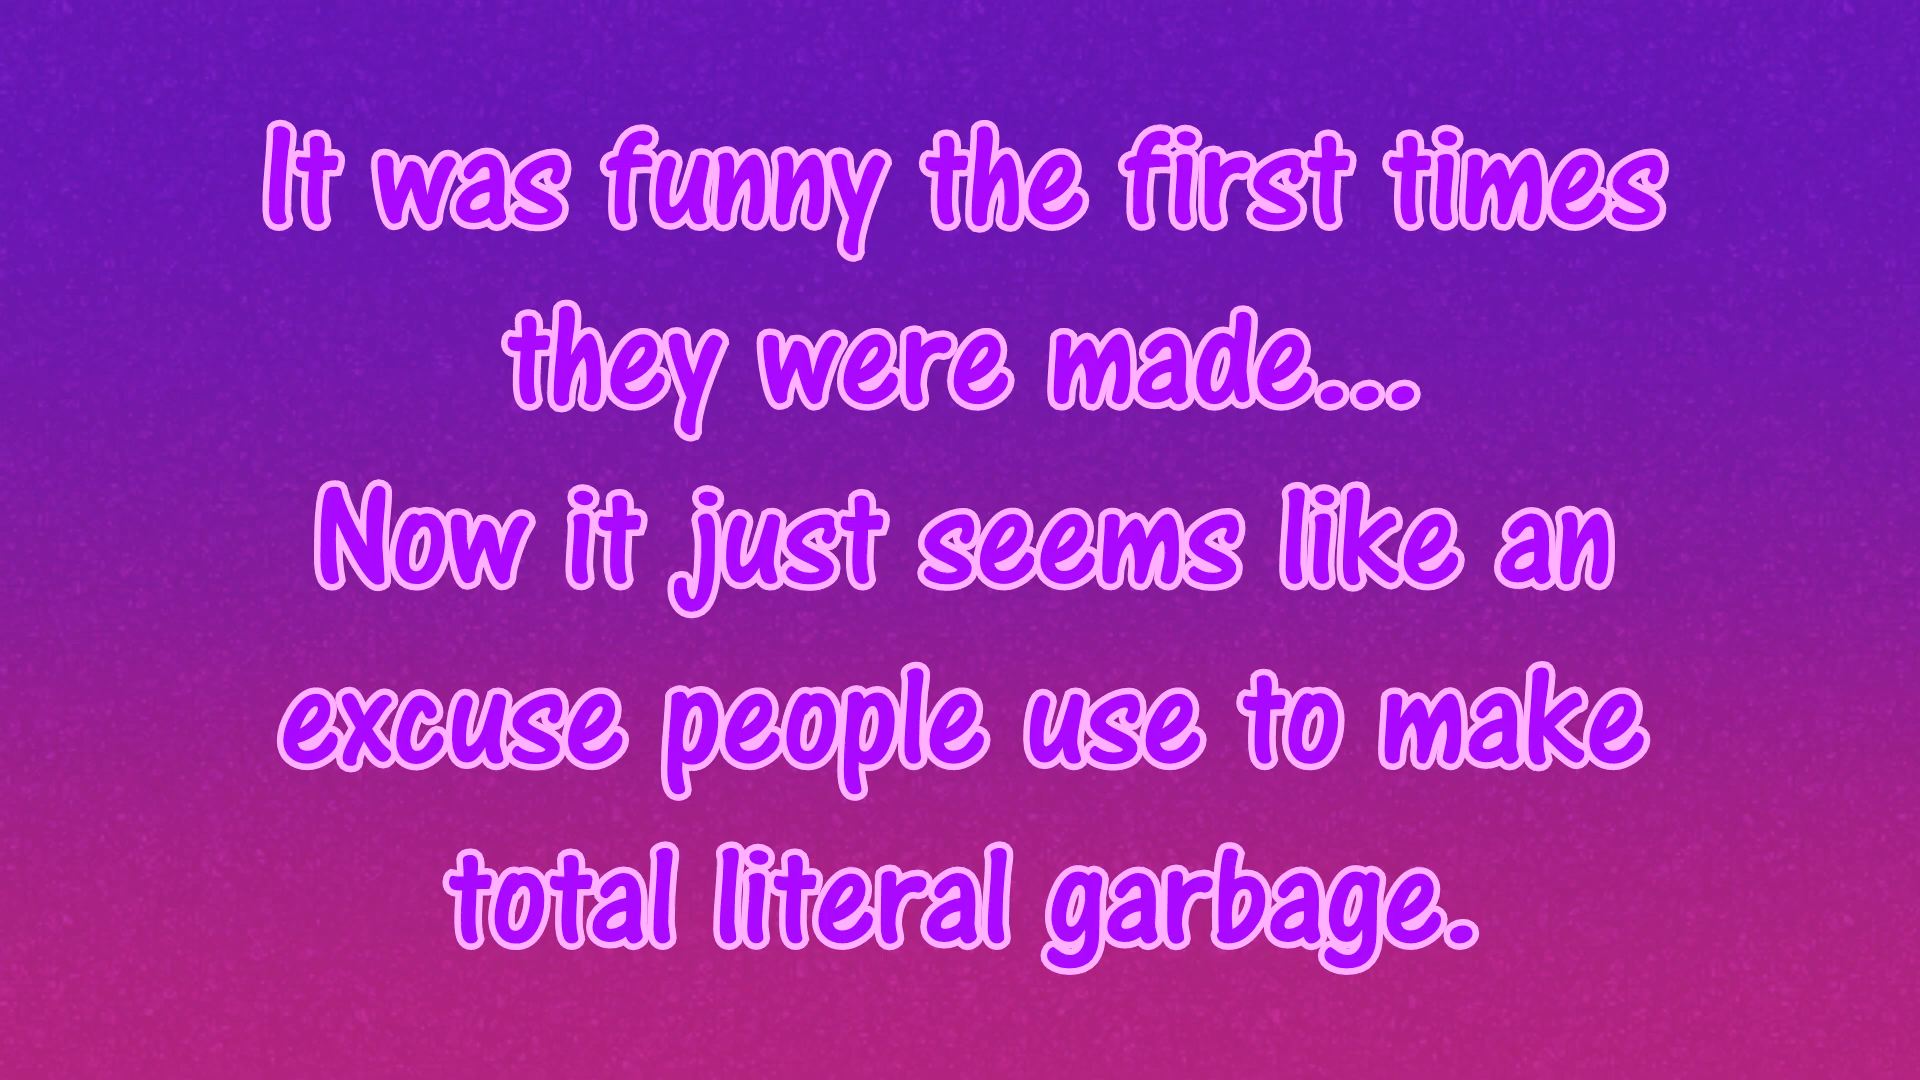 It was funny the first times
they were made...
Now it just seems like an
excuse people use to make
total literal garbage.